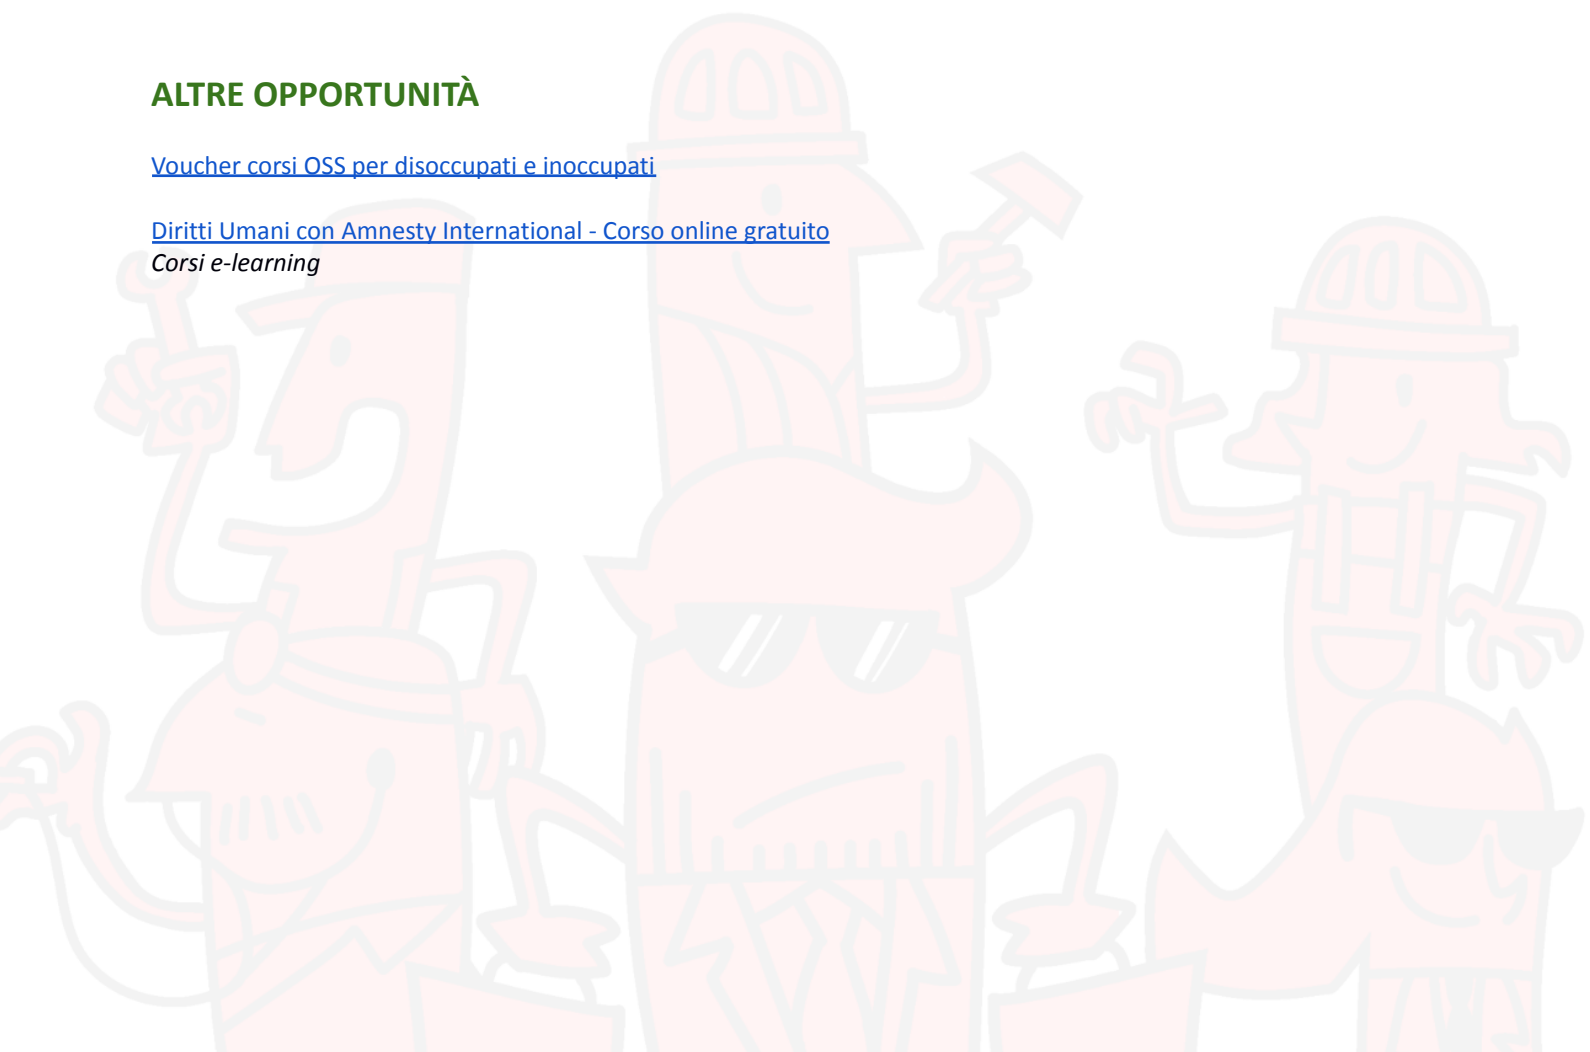 ALTRE OPPORTUNITÀ
Voucher corsi OSS per disoccupati e inoccupati
Diritti Umani con Amnesty International - Corso online gratuito
Corsi e-learning